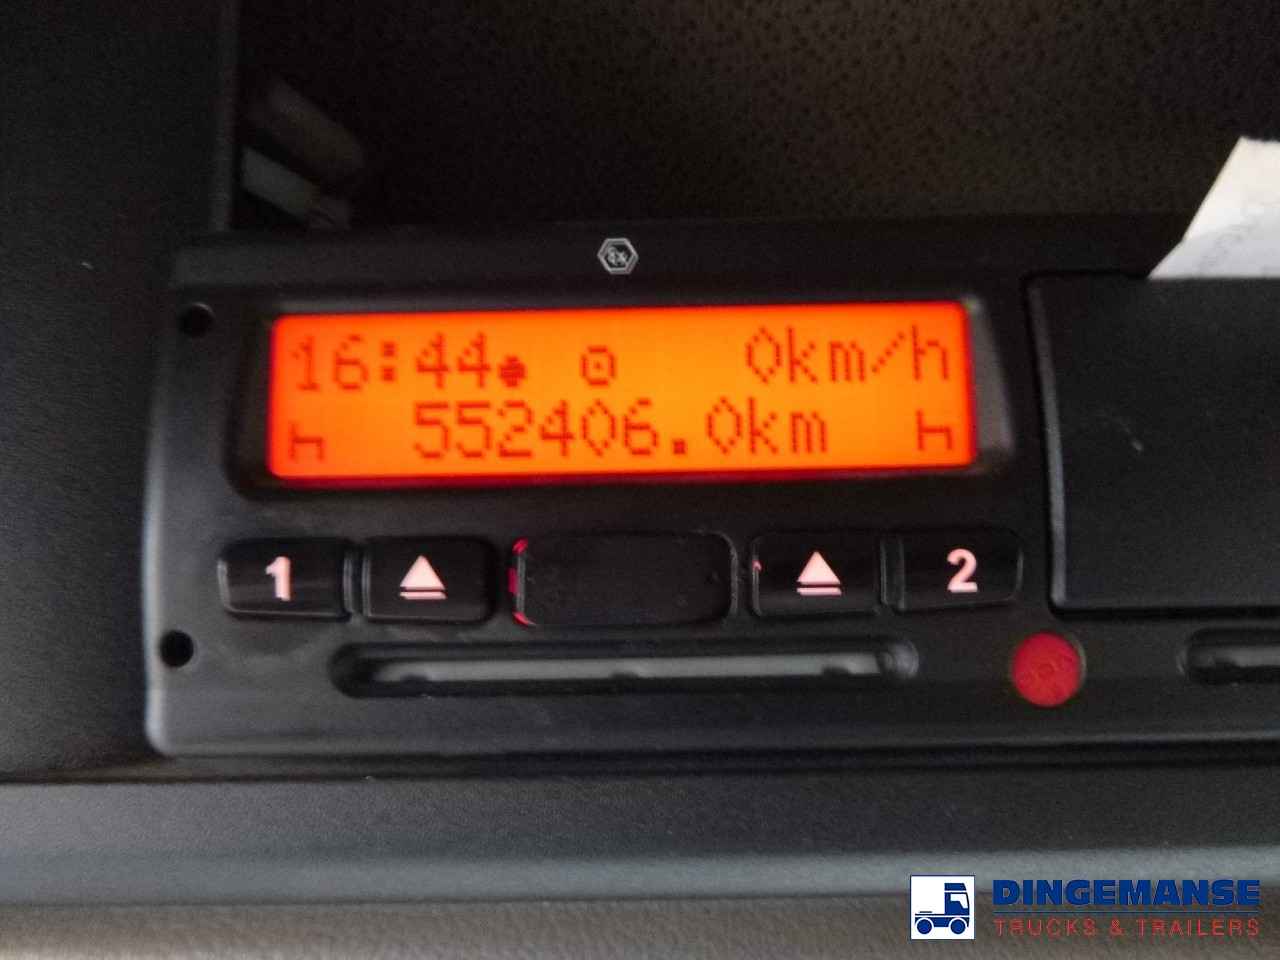 16:44 0km/h
h 552406.0km h
1 2
DINGEMANSE
TRUCKS & TRAILERS